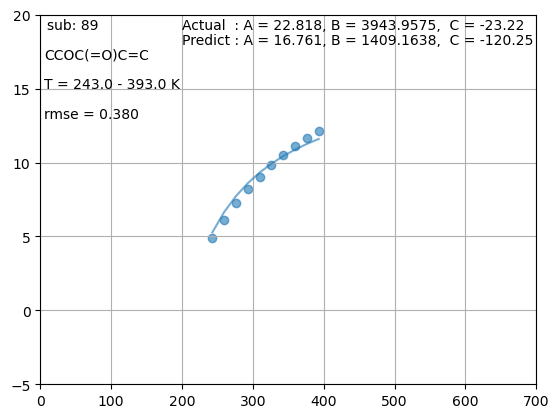 sub: 89
Actual  : A = 22.818, B = 3943.9575,  C = -23.22
Predict : A = 16.761, B = 1409.1638,  C = -120.25
CCOC(=O)C=C
T = 243.0 - 393.0 K
rmse = 0.380
20
15
10
5
0
−5
0 100 200 300 400 500 600 700